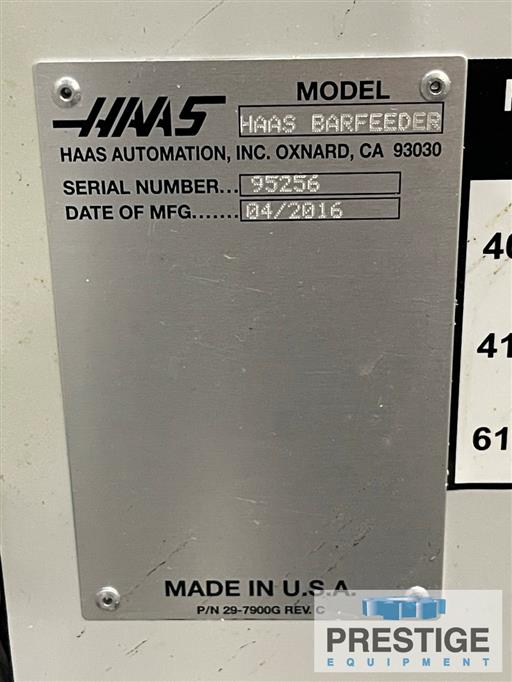 HAAS
MODEL
HAAS BARFEEDER
HAAS AUTOMATION, INC. OXNARD, CA 93030
SERIAL NUMBER... 95256
DATE OF MFG....... 04/2016
41
61
MADE IN U.S.A.
P/N 29-7900G REV. C
PRESTIGE
EQUIPMENT